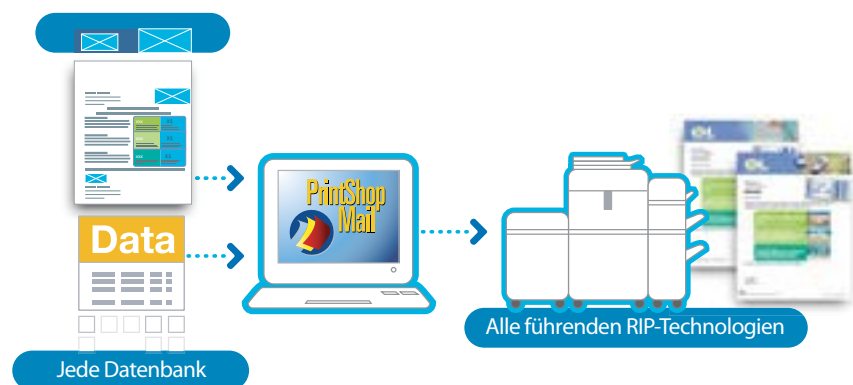 Data
Jede Datenbank
PrintShop
Mail
Alle führenden RIP-Technologien